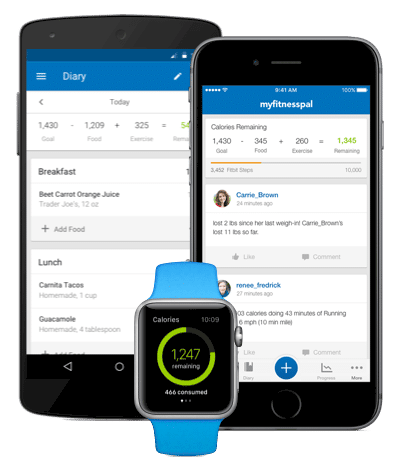 Diary
Today
1,430 - 1,209 + 325 =
Goal Food Exercise
Breakfast
Beet Carrot Orange Juice
Trader Joe's, 12 oz
+ Add Food
Lunch
Carnita Tacos
Homemade, 1 cup
Guacamole
Homemade, 4 tablespoon
9:41 AM 100%
myfitnesspal
Calories Remaining
1,430 - 345 + 260 = 1,345
Goal Food Exercise Remaining
3,452 Fitbit Steps 10,000
Carrie_Brown
24 minutes ago
lost 2 lbs since her last weigh-in! Carrie_Brown's
lost 11 lbs so far.
Like Comment
renee_fredrick
27 minutes ago
03 calories doing 43 minutes of Running
6 mph (10 min mile)
Like Comment
Diary + Progress More
Calories 10:09
1,247
remaining
466 consumed